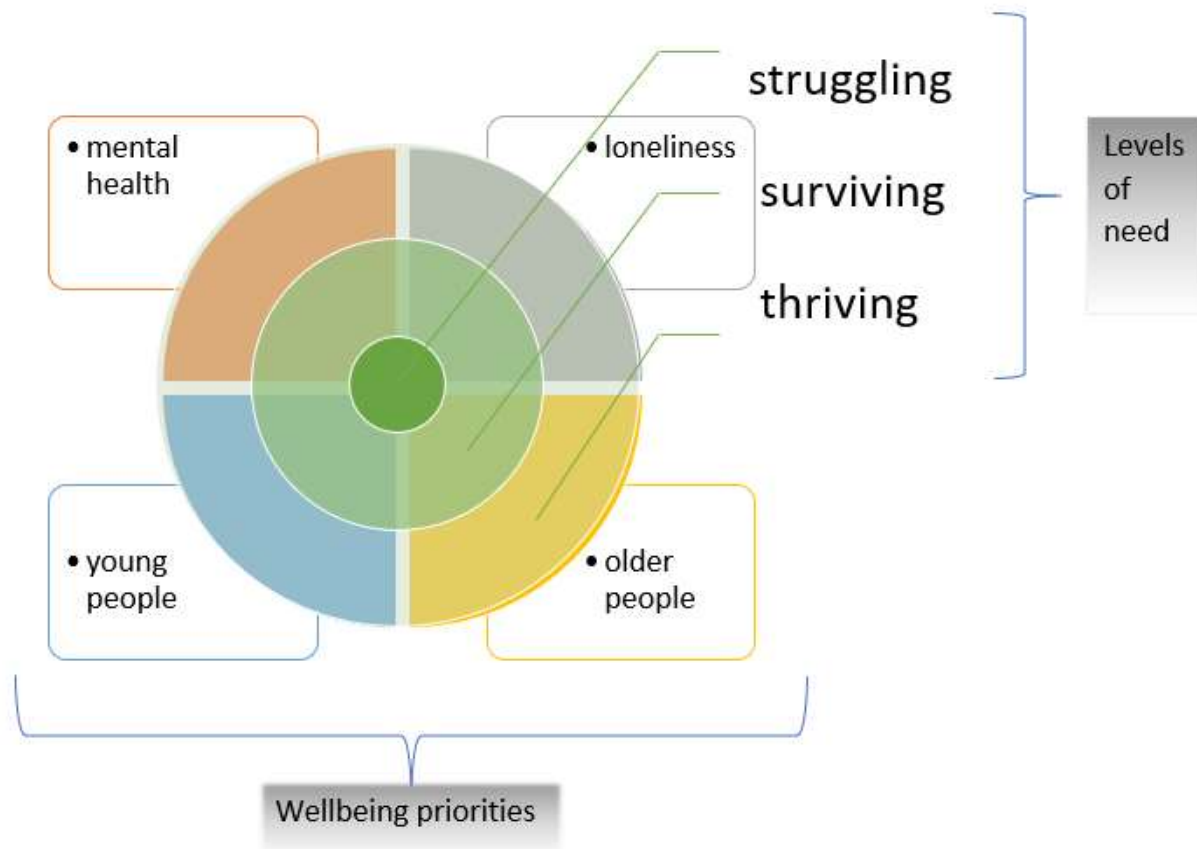 struggling
• mental
health
• loneliness
surviving
thriving
Levels
of
need
• young
people
• older
people
Wellbeing priorities